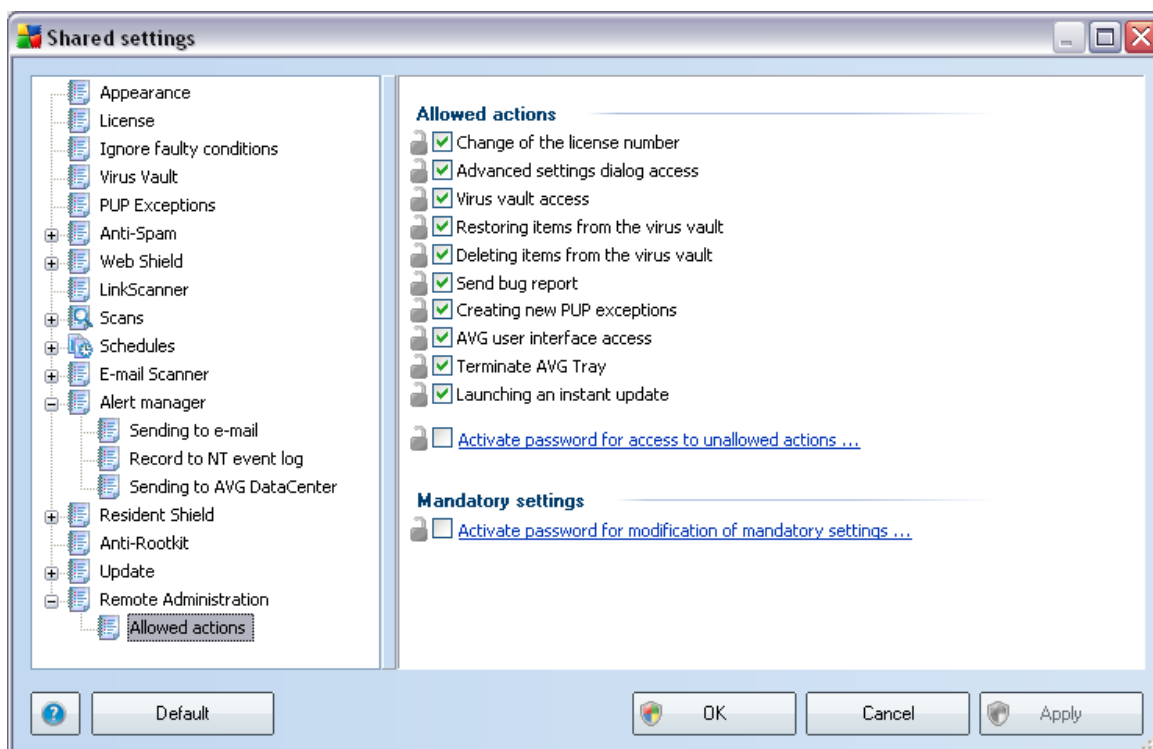 Shared settings
Appearance
License
Ignore faulty conditions
Virus Vault
PUP Exceptions
Anti-Spam
Web Shield
LinkScanner
Scans
Schedules
E-mail Scanner
Alert manager
Sending to e-mail
Record to NT event log
Sending to AVG DataCenter
Resident Shield
Anti-Rootkit
Update
Remote Administration
Allowed actions
Allowed actions
Change of the license number
Advanced settings dialog access
Virus vault access
Restoring items from the virus vault
Deleting items from the virus vault
Send bug report
Creating new PUP exceptions
AVG user interface access
Terminate AVG Tray
Launching an instant update
Activate password for access to unallowed actions ...
Mandatory settings
Activate password for modification of mandatory settings ...
? Default OK Cancel Apply